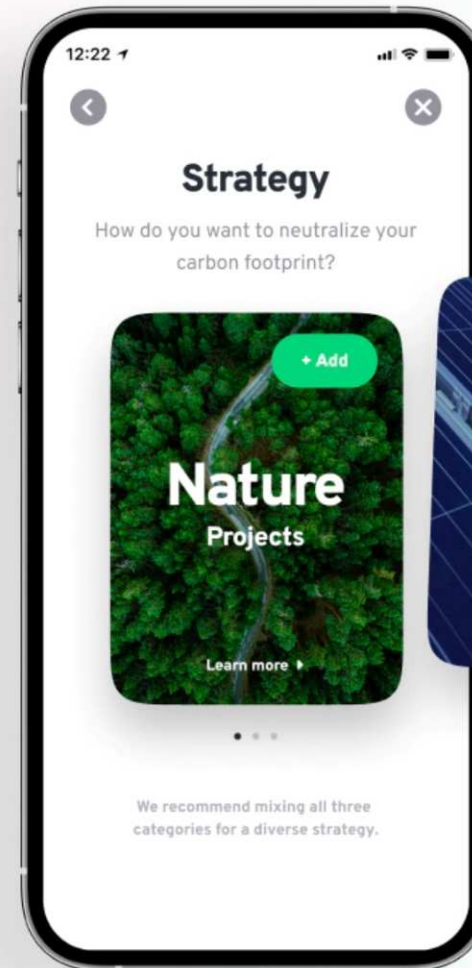 12:22
Strategy
How do you want to neutralize your
carbon footprint?
+ Add
Nature
Projects
Learn more
We recommend mixing all three
categories for a diverse strategy.